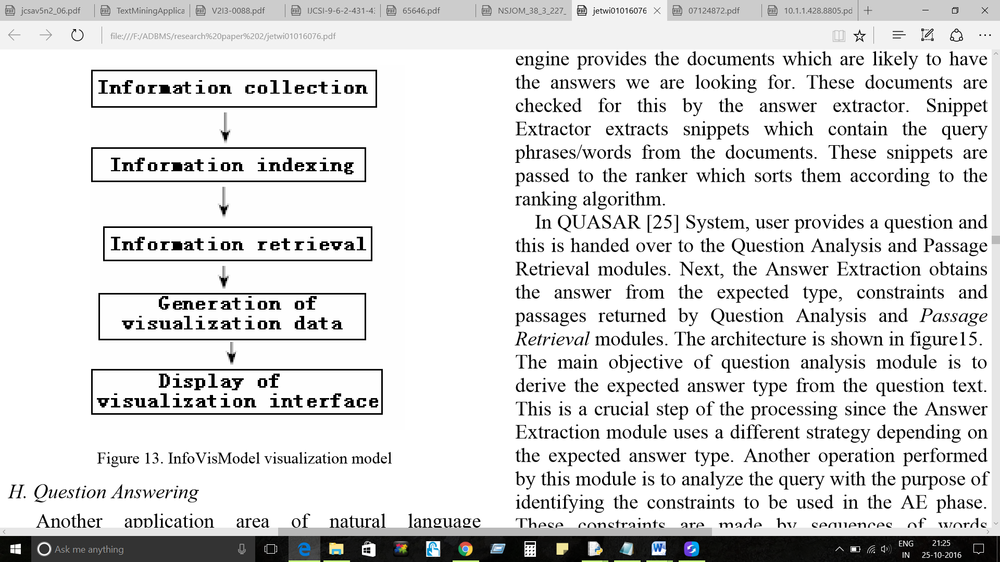 jcsav5n2_06.pdf
TextMiningApplica
V2I3-0088.pdf
IJCSI-9-6-2-431-43
65646.pdf
NSJOM_38_3_227_
jetwi01016076
07124872.pdf
10.1.1.428.8805.pd
file:///F:/ADBMS/research%20paper%202/jetwi01016076.pdf
Information collection
Information indexing
Information retrieval
Generation of
visualization data
Display of
visualization interface
Figure 13. InfoVisModel visualization model
H. Question Answering
Another application area of natural language
engine provides the documents which are likely to have
the answers we are looking for. These documents are
checked for this by the answer extractor. Snippet
Extractor extracts snippets which contain the query
phrases/words from the documents. These snippets are
passed to the ranker which sorts them according to the
ranking algorithm.
In QUASAR [25] System, user provides a question and
this is handed over to the Question Analysis and Passage
Retrieval modules. Next, the Answer Extraction obtains
the answer from the expected type, constraints and
passages returned by Question Analysis and Passage
Retrieval modules. The architecture is shown in figure15.
The main objective of question analysis module is to
derive the expected answer type from the question text.
This is a crucial step of the processing since the Answer
Extraction module uses a different strategy depending on
the expected answer type. Another operation performed
by this module is to analyze the query with the purpose of
identifying the constraints to be used in the AE phase.
These constraints are made by sequences of words
Ask me anything
ENG
IN
21:25
25-10-2016